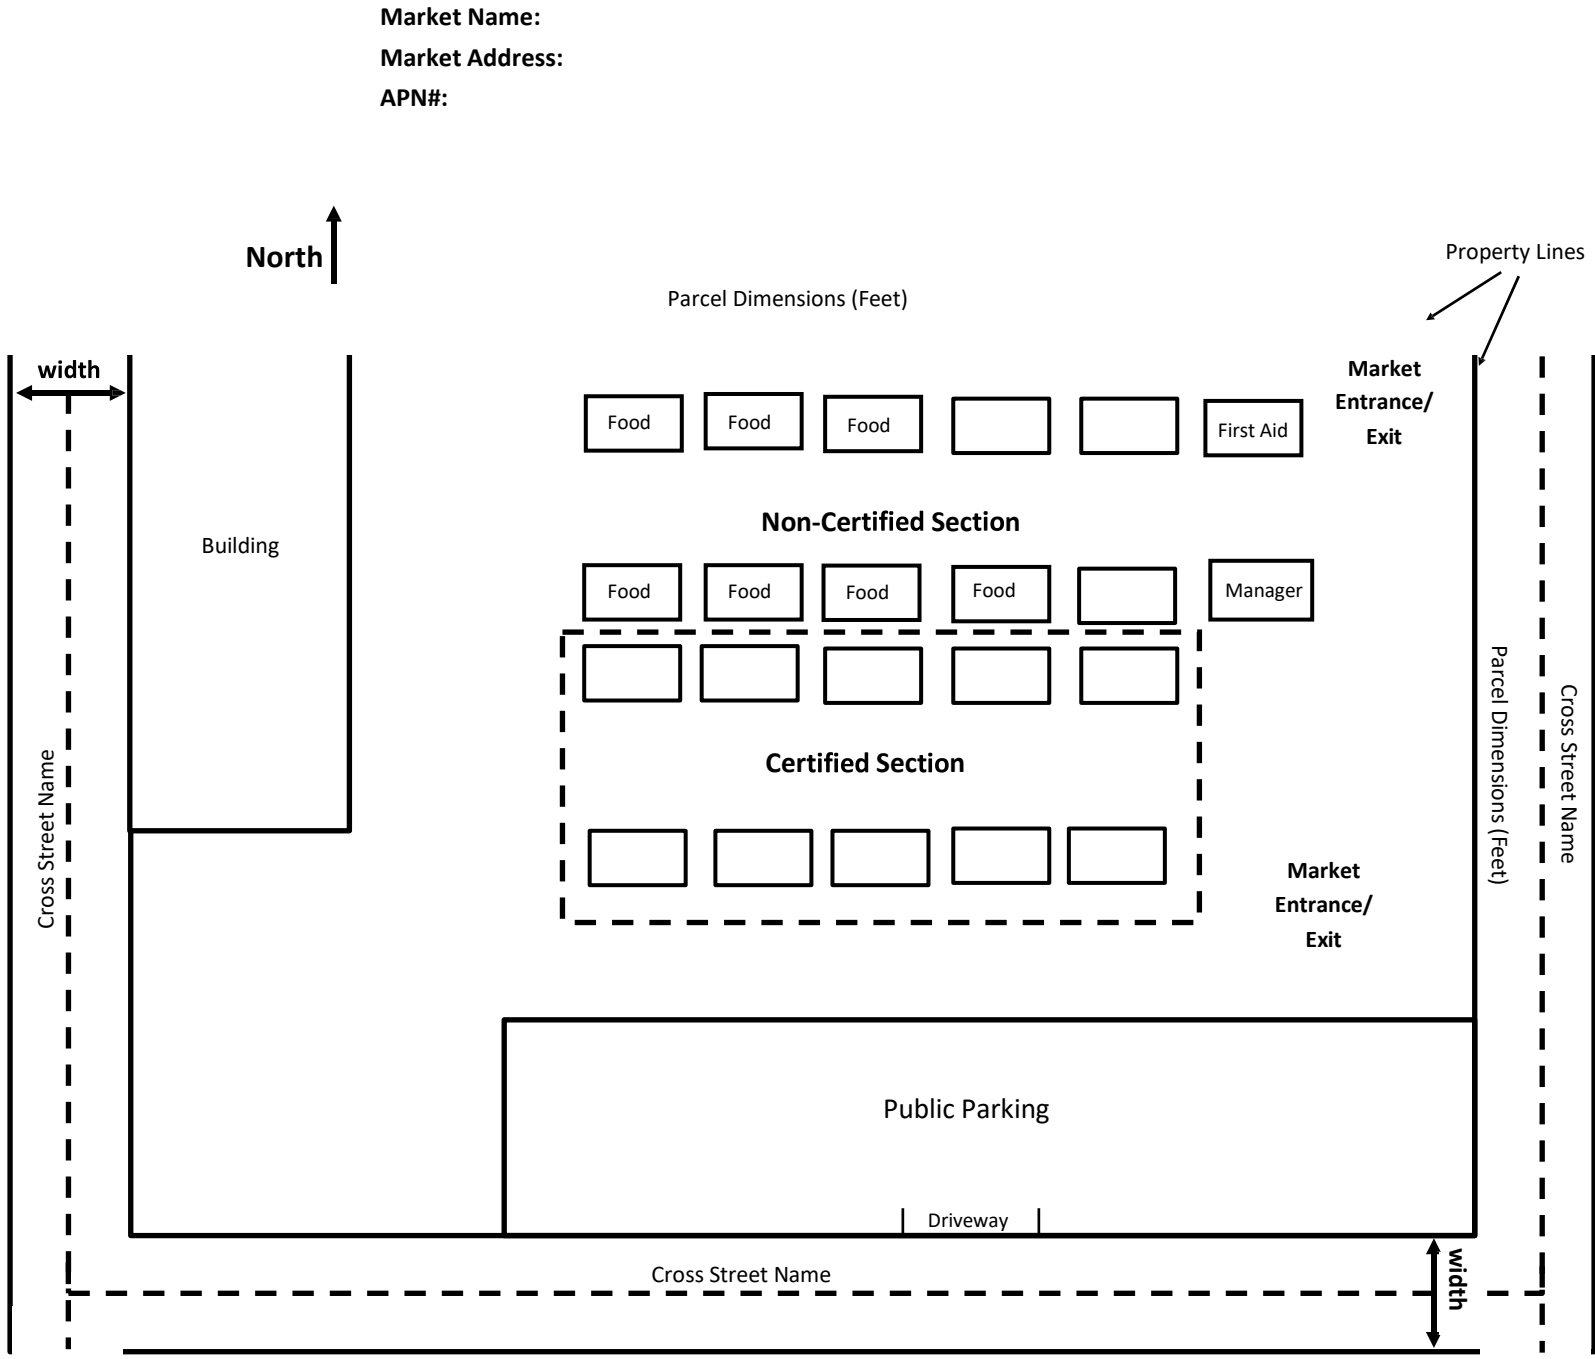 Market Name:
Market Address:
APN#:
North
Property Lines
Parcel Dimensions (Feet)
width
Market
Entrance/
Exit
Food
Food
Food
First Aid
Non-Certified Section
Building
Food
Food
Food
Food
Manager
Parcel Dimensions (Feet)
Cross Street Name
Cross Street Name
Certified Section
Market
Entrance/
Exit
Public Parking
Driveway
Cross Street Name
width